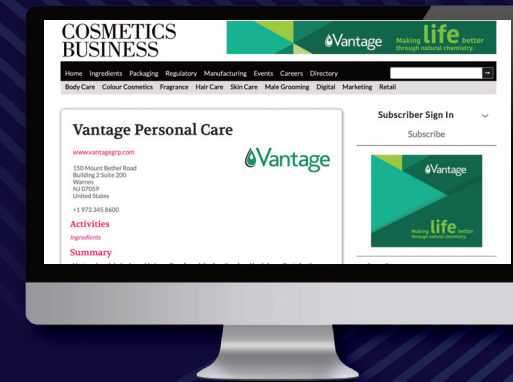 COSMETICS
BUSINESS
Vantage
Making life better
through natural chemistry.
Home Ingredients Packaging Regulatory Manufacturing Events Careers Directory
Body Care Colour Cosmetics Fragrance Hair Care Skin Care Male Grooming Digital Marketing Retail
Vantage Personal Care
www.vantagegrp.com
Vantage
150 Mount Bethel Road
Building 2 Suite 200
Warren
NJ 07059
United States
+1 973 345 8600
Activities
Ingredients
Summary
Subscriber Sign In
Subscribe
Vantage
Making life better
through natural chemistry.